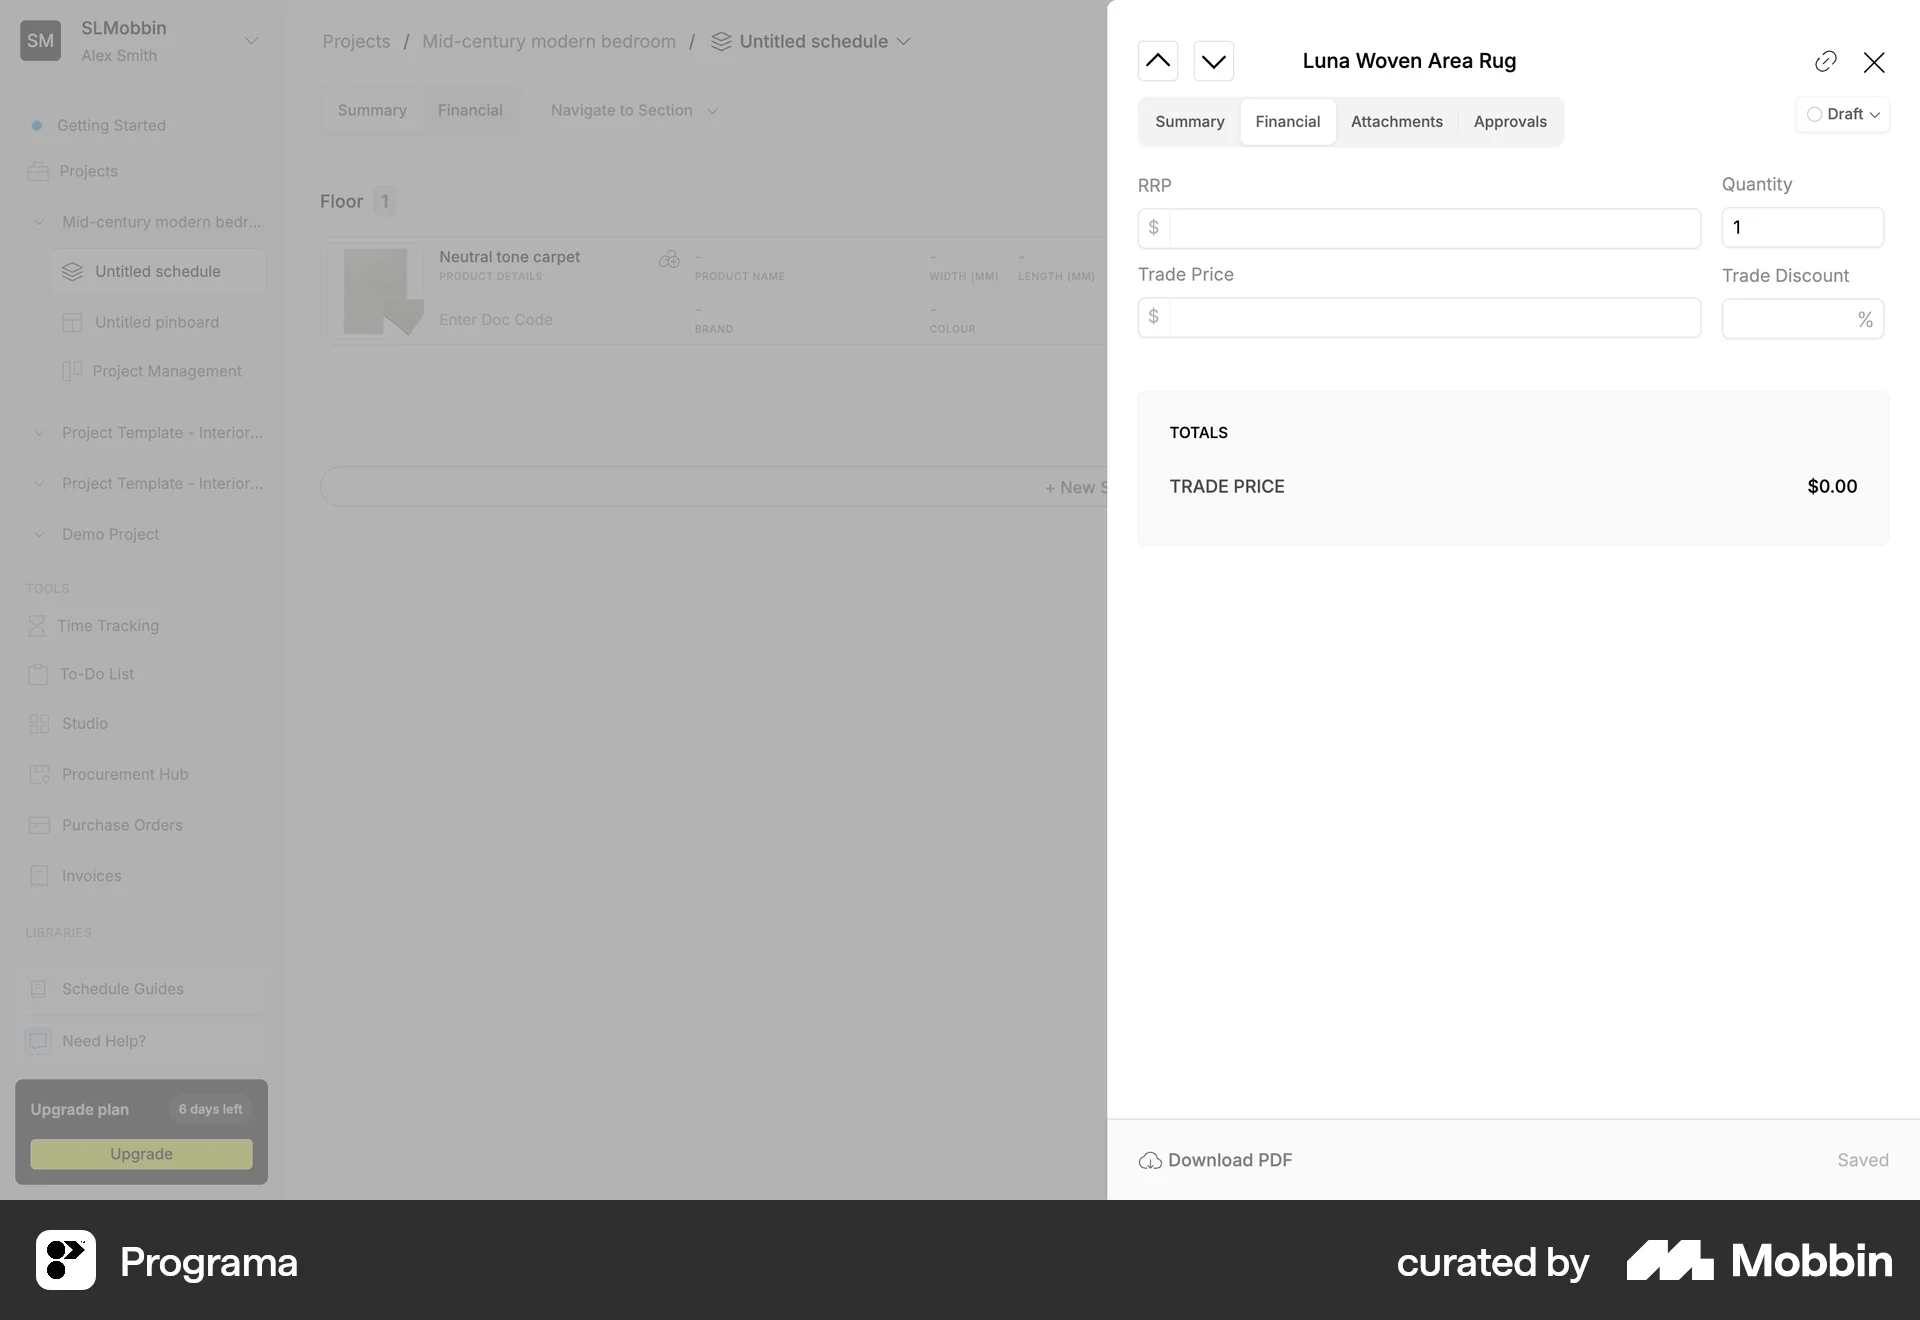 SM
SLMobbin
Alex Smith
Getting Started
Projects
Mid-century modern bedr...
Untitled schedule
Untitled pinboard
Project Management
Project Template - Interior...
Project Template - Interior...
Demo Project
TOOLS
Time Tracking
To-Do List
Studio
Procurement Hub
Purchase Orders
Invoices
LIBRARIES
Schedule Guides
Need Help?
Upgrade plan 6 days left
Upgrade
Projects / Mid-century modern bedroom / Untitled schedule
Summary Financial Navigate to Section
Floor 1
Neutral tone carpet
PRODUCT DETAILS
Enter Doc Code
- PRODUCT NAME
- BRAND
- WIDTH (MM)
- LENGTH (MM)
- COLOUR
+ New S
Luna Woven Area Rug
Summary Financial Attachments Approvals
Draft
RRP
$
Quantity
1
Trade Price
$
Trade Discount
%
TOTALS
TRADE PRICE $0.00
Download PDF Saved
Programa
curated by Mobbin